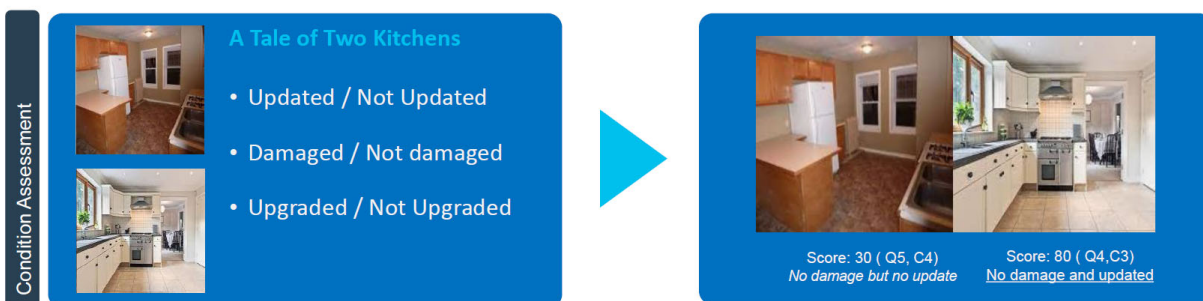 Condition Assessment
A Tale of Two Kitchens
• Updated / Not Updated
• Damaged / Not damaged
• Upgraded / Not Upgraded
Score: 30 ( Q5, C4)
No damage but no update
Score: 80 ( Q4,C3)
No damage and updated